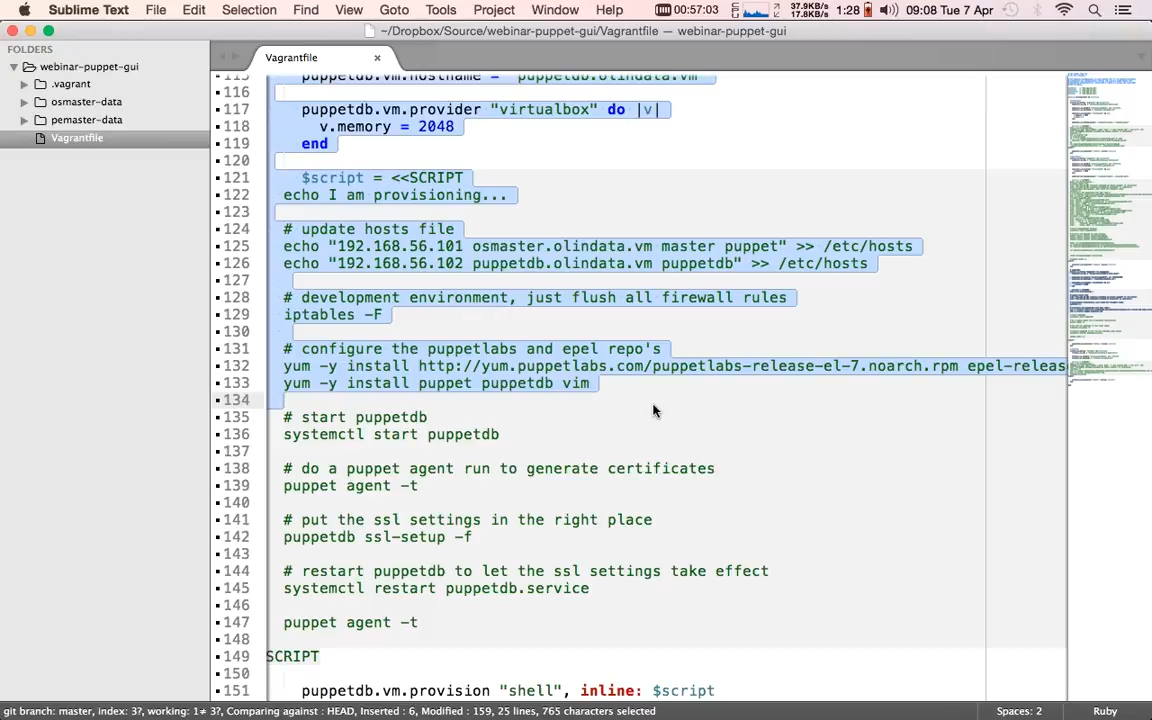 Sublime Text File Edit Selection Find View Goto Tools Project Window Help 00:57:03 37.9KB/s 17.8KB/s 1:28 09:08 Tue 7 Apr
~/Dropbox/Source/webinar-puppet-gui/Vagrantfile — webinar-puppet-gui
FOLDERS
webinar-puppet-gui
.vagrant
osmaster-data
pemaster-data
Vagrantfile
Vagrantfile ×
115 puppetdb.vm.hostname = "puppetdb.olindata.vm"
116
117 puppetdb.vm.provider "virtualbox" do |v|
118 v.memory = 2048
119 end
120
121 $script = <<SCRIPT
122 echo I am provisioning...
123
124 # update hosts file
125 echo "192.168.56.101 osmaster.olindata.vm master puppet" >> /etc/hosts
126 echo "192.168.56.102 puppetdb.olindata.vm puppetdb" >> /etc/hosts
127
128 # development environment, just flush all firewall rules
129 iptables -F
130
131 # configure the puppetlabs and epel repo's
132 yum -y install http://yum.puppetlabs.com/puppetlabs-release-el-7.noarch.rpm epel-releas
133 yum -y install puppet puppetdb vim
134
135 # start puppetdb
136 systemctl start puppetdb
137
138 # do a puppet agent run to generate certificates
139 puppet agent -t
140
141 # put the ssl settings in the right place
142 puppetdb ssl-setup -f
143
144 # restart puppetdb to let the ssl settings take effect
145 systemctl restart puppetdb.service
146
147 puppet agent -t
148
149 SCRIPT
150
151 puppetdb.vm.provision "shell", inline: $script
git branch: master, index: 3?, working: 1≠ 3?, Comparing against : HEAD, Inserted : 6, Modified : 159, 25 lines, 765 characters selected Spaces: 2 Ruby